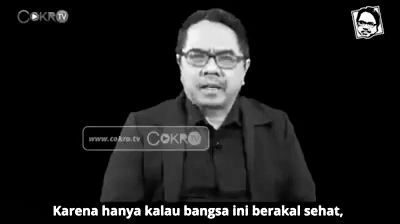 COKRO TV
www.cokro.tv COKRO TV
Karena hanya kalau bangsa ini berakal sehat,